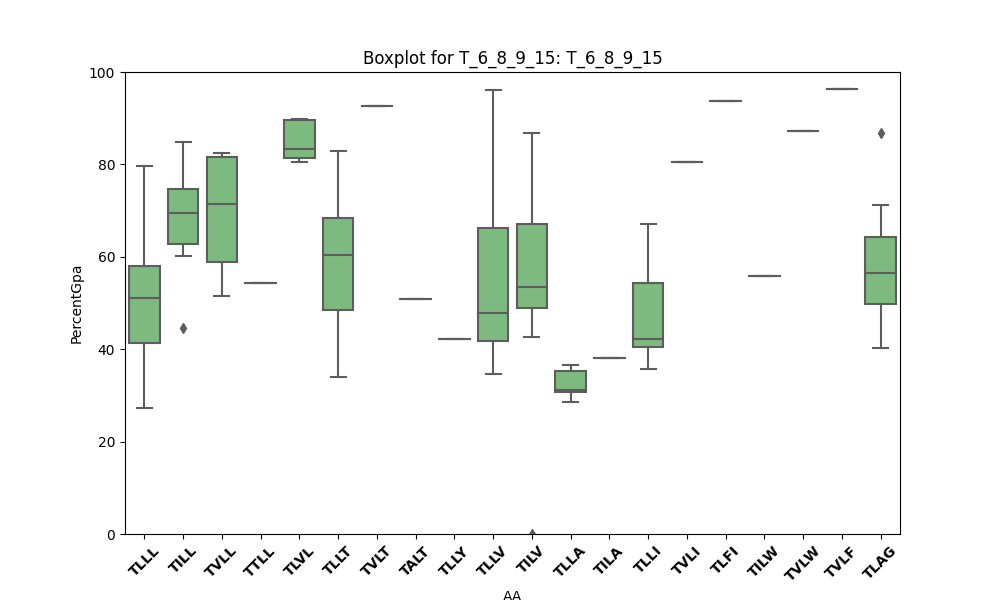 Boxplot for T_6_8_9_15: T_6_8_9_15
100
80
60
40
20
0
PercentGpa
TLLL TILL TVLL TTLL TLVL TLLT TVLT TALT TLLY TLLV TILV TLLA TILA TLLI TVLI TLFI TILW TVLW TVLF TLAG
AA